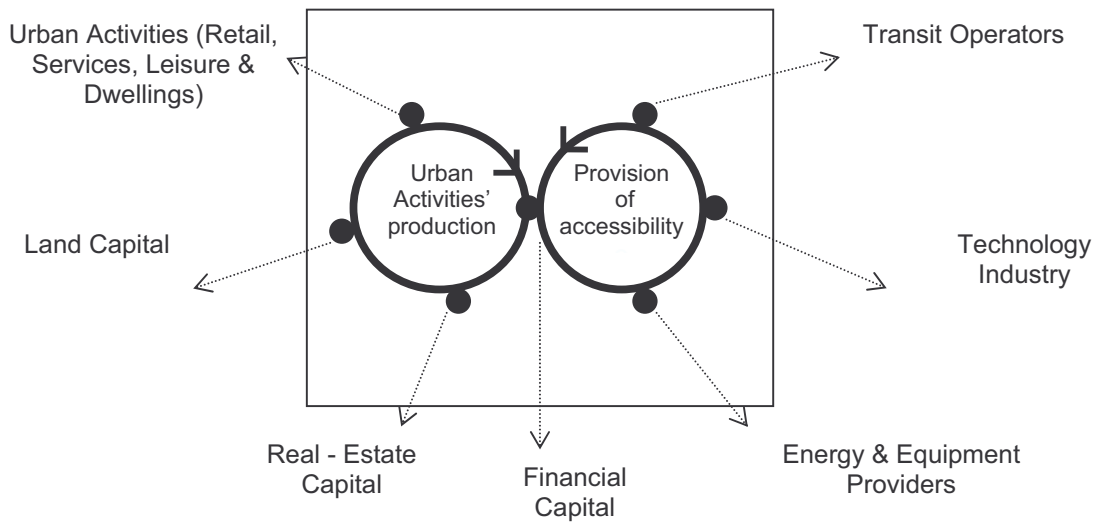 Urban Activities (Retail,
Services, Leisure &
Dwellings)
Transit Operators
Urban
Activities’
production
Provision
of
accessibility
Land Capital
Technology
Industry
Real - Estate
Capital
Financial
Capital
Energy & Equipment
Providers